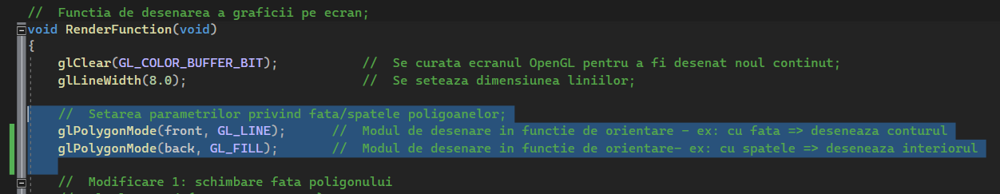 //  Functia de desenarea a graficii pe ecran;
void RenderFunction(void)
{
glClear(GL_COLOR_BUFFER_BIT);            //  Se curata ecranul OpenGL pentru a fi desenat noul continut;
glLineWidth(8.0);                        //  Se seteaza dimensiunea liniilor;
//  Setarea parametrilor privind fata/spatele poligoanelor;
glPolygonMode(front, GL_LINE);       //  Modul de desenare in functie de orientare - ex: cu fata => deseneaza conturul
glPolygonMode(back, GL_FILL);        //  Modul de desenare in functie de orientare- ex: cu spatele => deseneaza interiorul
//  Modificare 1: schimbare fata poligonului